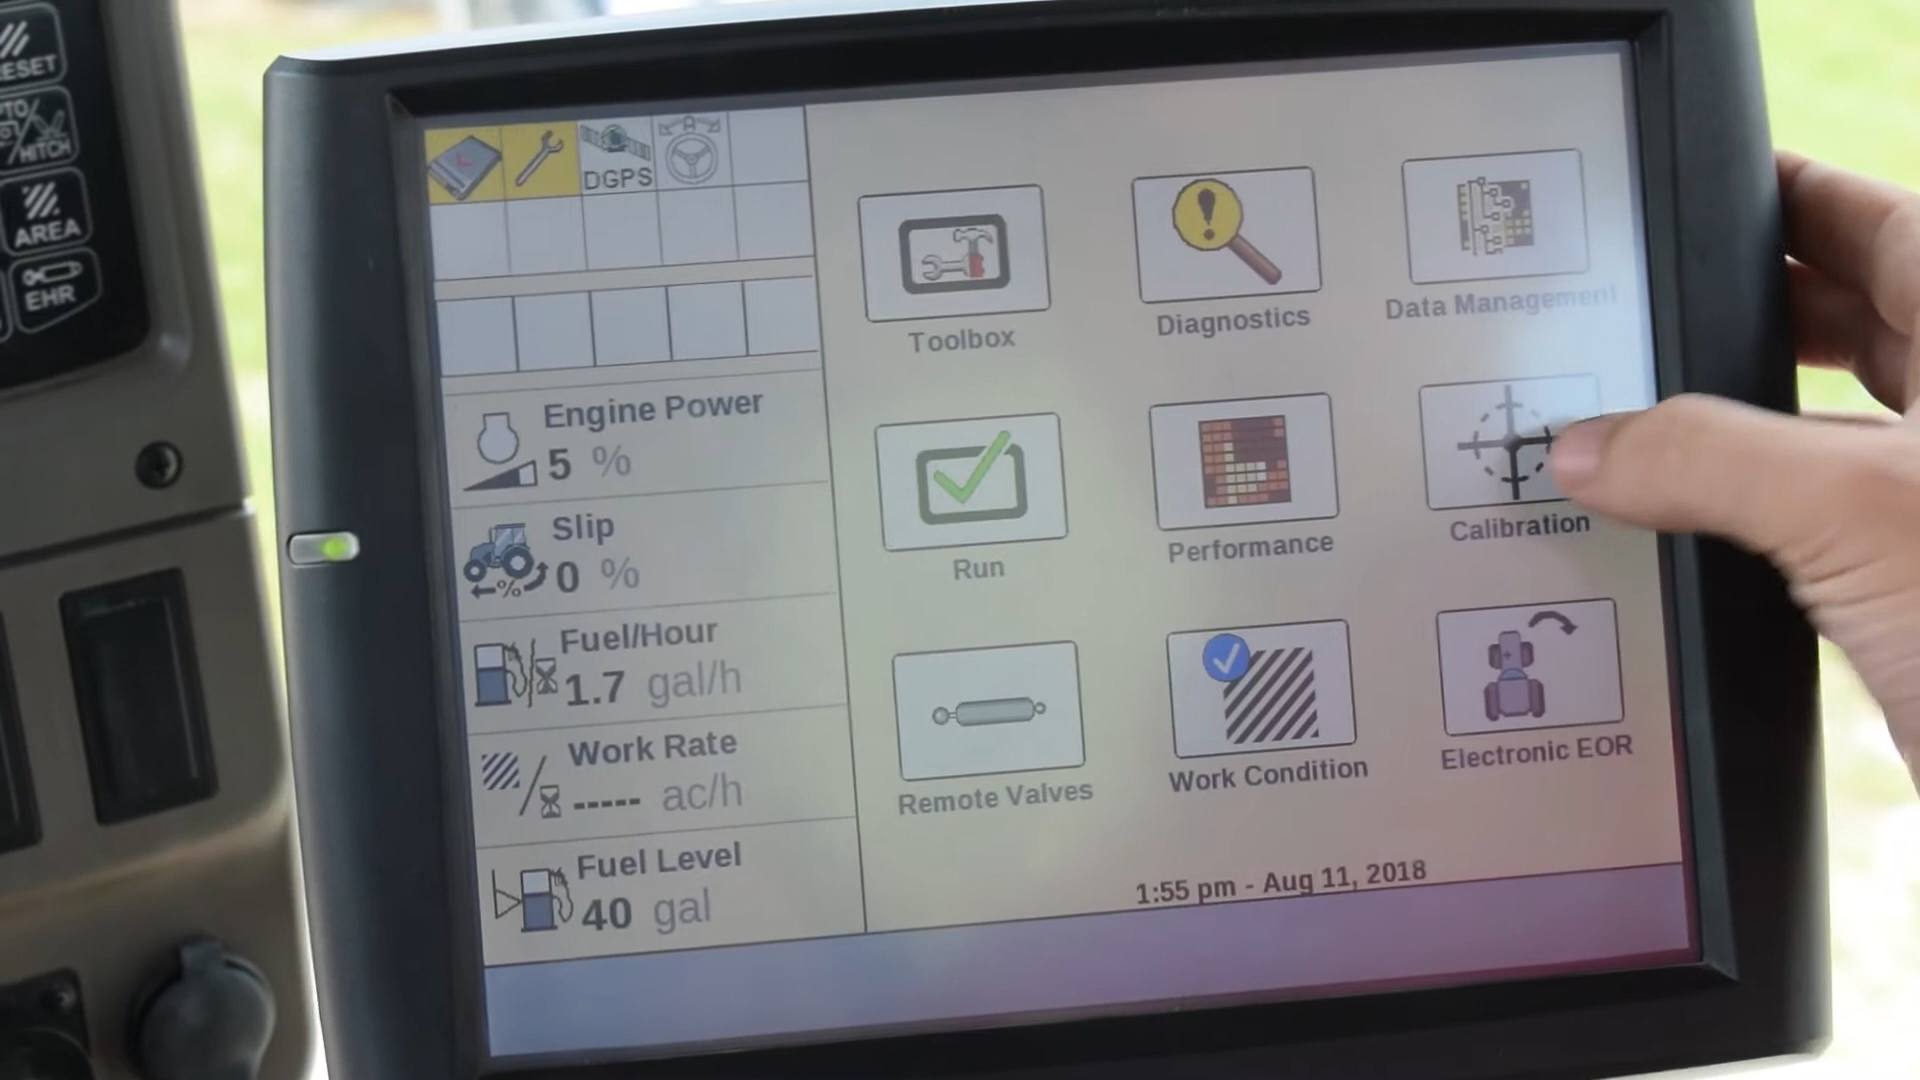 RESET
PTO
HITCH
AREA
EHR
DGPS
Engine Power
5 %
Slip
0 %
%
Fuel/Hour
1.7 gal/h
Work Rate
----- ac/h
Fuel Level
40 gal
Toolbox
Diagnostics
Data Management
Run
Performance
Calibration
Remote Valves
Work Condition
Electronic EOR
1:55 pm - Aug 11, 2018